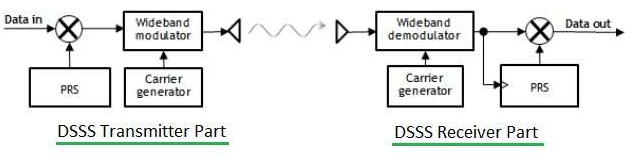 Data in
Wideband
modulator
PRS
Carrier
generator
DSSS Transmitter Part
Wideband
demodulator
Data out
Carrier
generator
PRS
DSSS Receiver Part